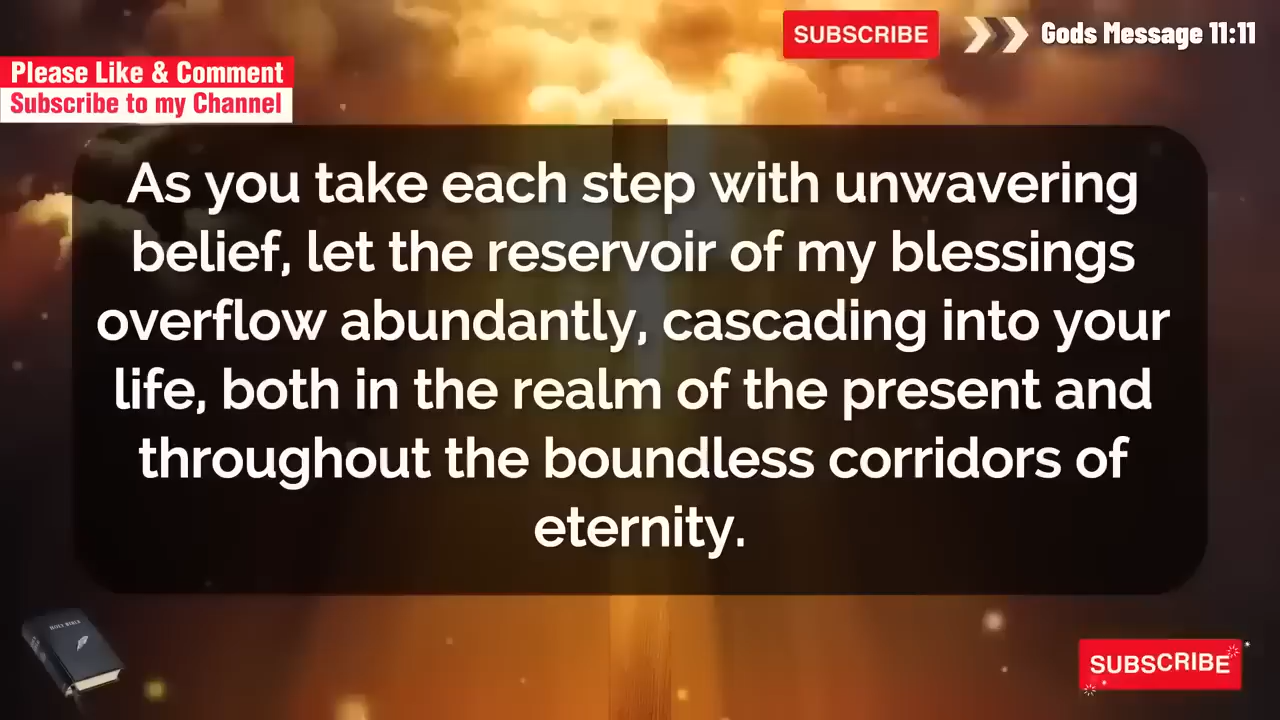 SUBSCRIBE
Gods Message 11:11
Please Like & Comment
Subscribe to my Channel
As you take each step with unwavering
belief, let the reservoir of my blessings
overflow abundantly, cascading into your
life, both in the realm of the present and
throughout the boundless corridors of
eternity.
HOLY BIBLE
SUBSCRIBE